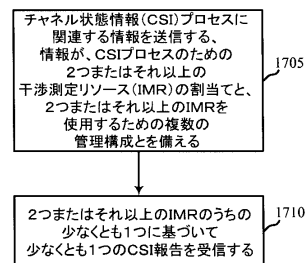 チャネル状態情報(CSI)プロセスに
関連する情報を送信する、
情報が、CSIプロセスのための
2つまたはそれ以上の
干渉測定リソース(IMR)の割当てと、
2つまたはそれ以上のIMRを
使用するための複数の
管理構成とを備える
1705
2つまたはそれ以上のIMRのうちの
少なくとも1つに基づいて
少なくとも1つのCSI報告を受信する
1710